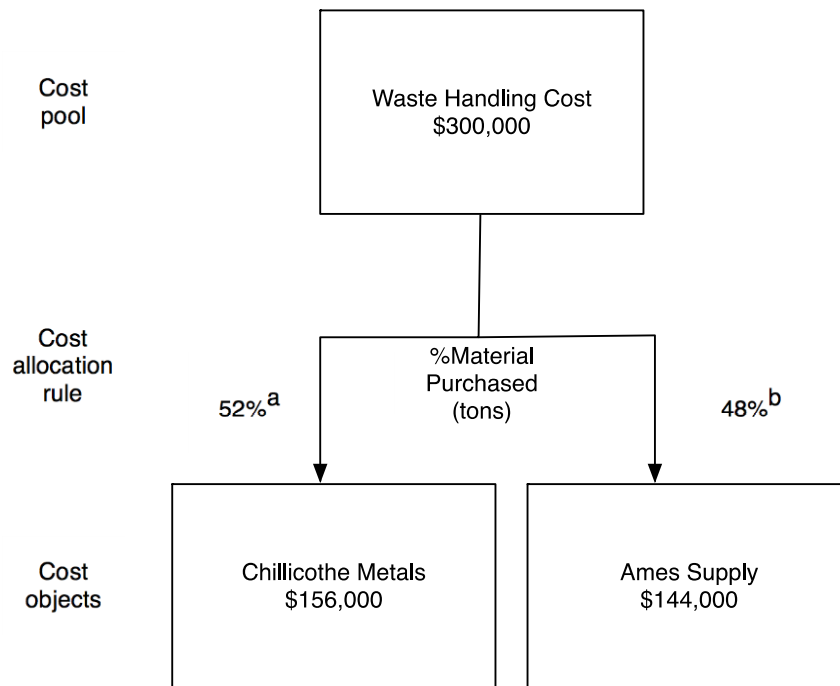 Cost
pool
Waste Handling Cost
$300,000
Cost
allocation
rule
%Material
Purchased
(tons)
52%a
48%b
Cost
objects
Chillicothe Metals
$156,000
Ames Supply
$144,000